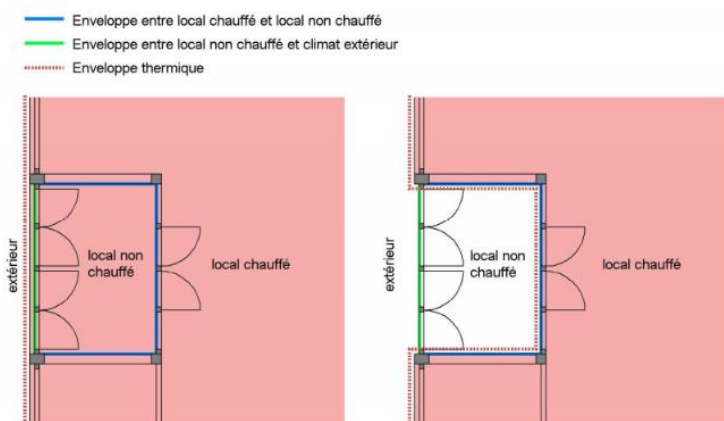 Enveloppe entre local chauffé et local non chauffé
Enveloppe entre local non chauffé et climat extérieur
Enveloppe thermique
extérieur
local non
chauffé
local chauffé
extérieur
local non
chauffé
local chauffé